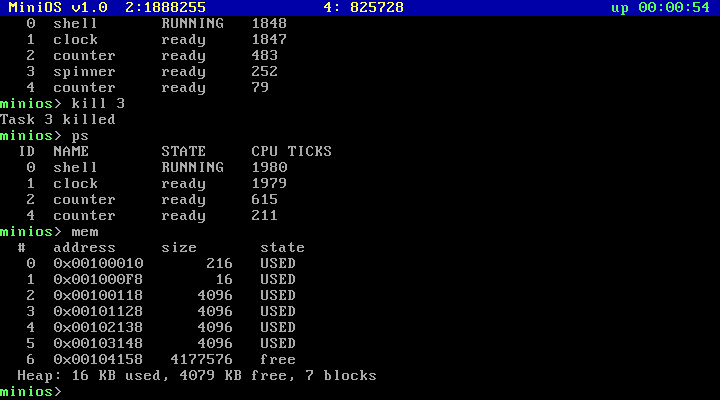 MiniOS v1.0 2:1888255 4: 825728 up 00:00:54
0 shell RUNNING 1848
1 clock ready 1847
2 counter ready 483
3 spinner ready 252
4 counter ready 79
minios> kill 3
Task 3 killed
minios> ps
ID NAME STATE CPU TICKS
0 shell RUNNING 1980
1 clock ready 1979
2 counter ready 615
4 counter ready 211
minios> mem
# address size state
0 0x00100010 216 USED
1 0x001000F8 16 USED
2 0x00100118 4096 USED
3 0x00101128 4096 USED
4 0x00102138 4096 USED
5 0x00103148 4096 USED
6 0x00104158 4177576 free
Heap: 16 KB used, 4079 KB free, 7 blocks
minios>